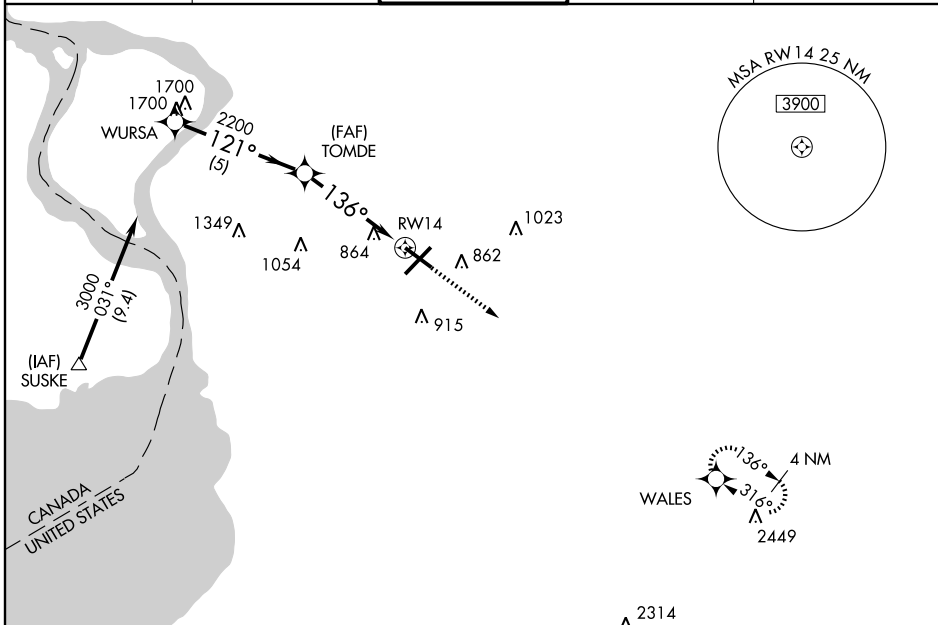 MSA RW14 25 NM
3900
1700
1700
WURSA
2200
121°
(5)
(FAF)
TOMDE
136°
RW14
1349
1054
864
862
1023
915
3000
031°
(9.4)
(IAF)
SUSKE
CANADA
UNITED STATES
WALES
136°
316°
4 NM
2449
2314